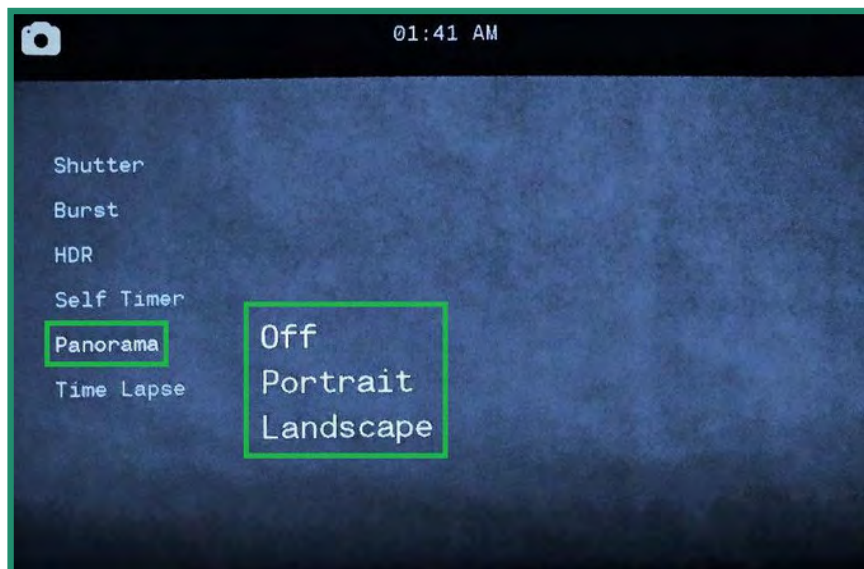 01:41 AM
Shutter
Burst
HDR
Self Timer
Panorama
Time Lapse
Off
Portrait
Landscape